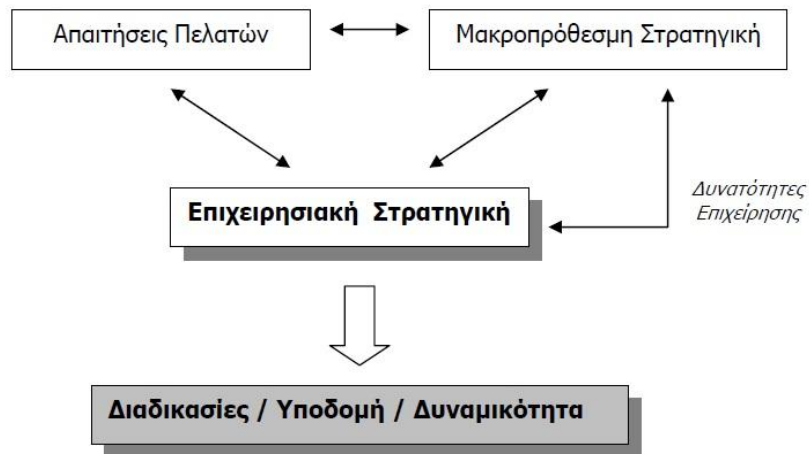 Απαιτήσεις Πελατών
Μακροπρόθεσμη Στρατηγική
Επιχειρησιακή Στρατηγική
Δυνατότητες
Επιχείρησης
Διαδικασίες / Υποδομή / Δυναμικότητα